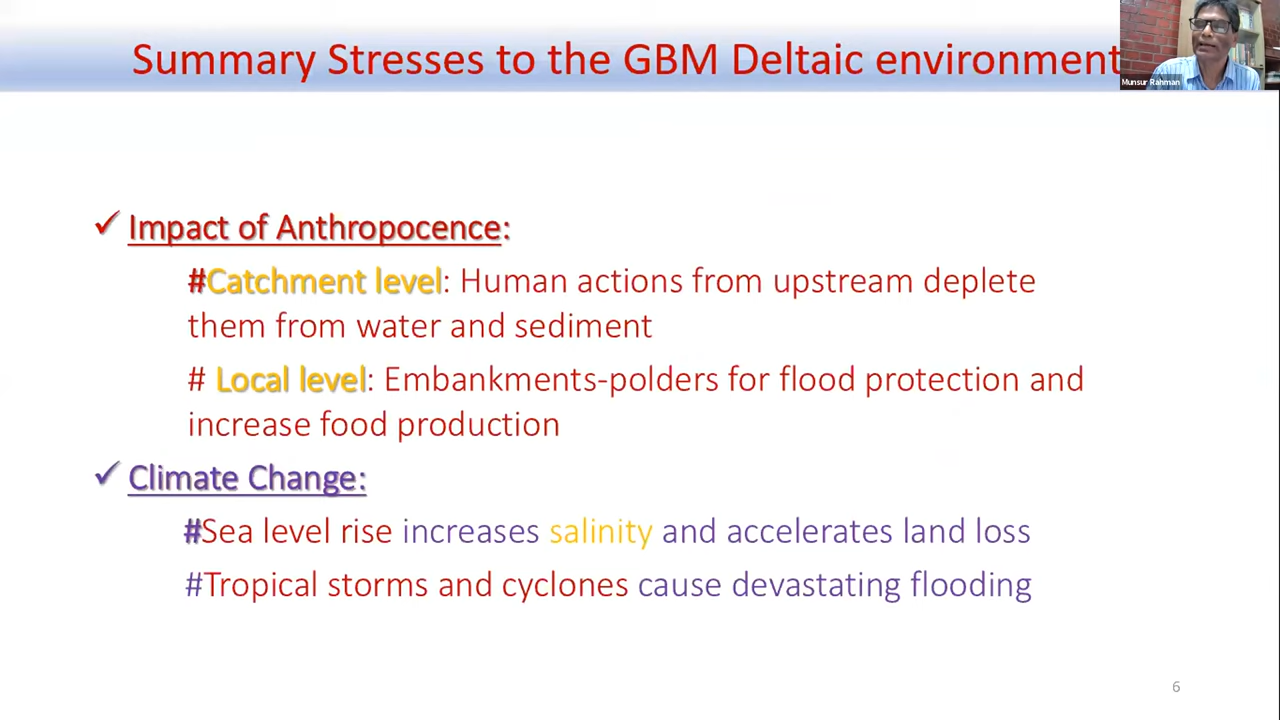 Summary Stresses to the GBM Deltaic environment
Munsur Rahman
✓ Impact of Anthropocence:
#Catchment level: Human actions from upstream deplete
them from water and sediment
# Local level: Embankments-polders for flood protection and
increase food production
✓ Climate Change:
#Sea level rise increases salinity and accelerates land loss
#Tropical storms and cyclones cause devastating flooding
6